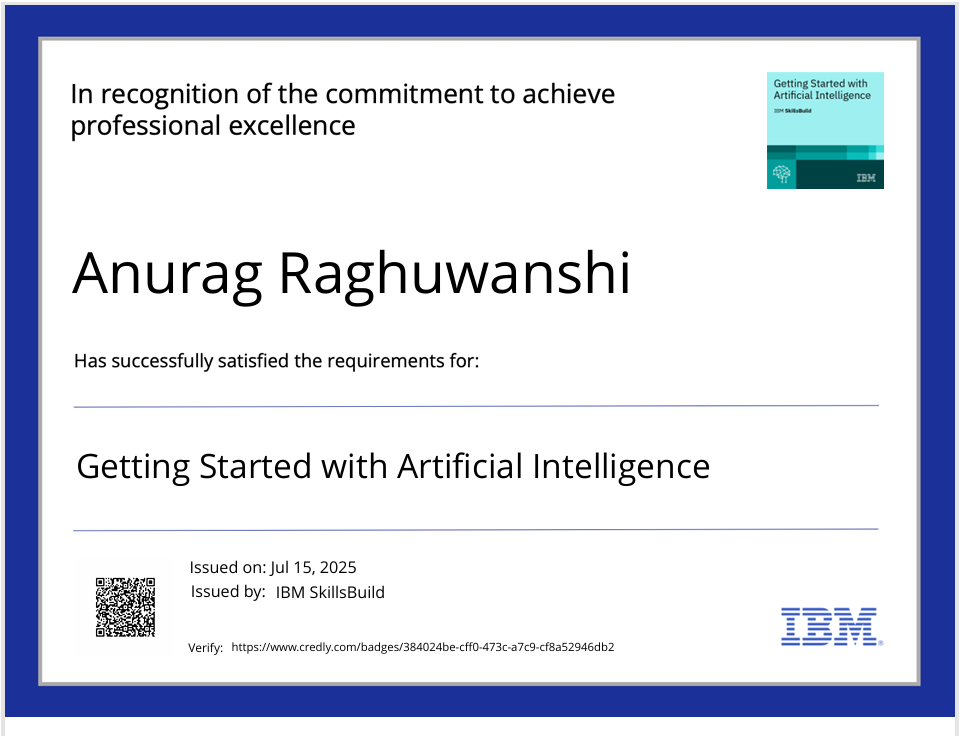 In recognition of the commitment to achieve
professional excellence
Getting Started with
Artificial Intelligence
IBM SkillsBuild
IBM
Anurag Raghuwanshi
Has successfully satisfied the requirements for:
Getting Started with Artificial Intelligence
Issued on: Jul 15, 2025
Issued by: IBM SkillsBuild
Verify: https://www.credly.com/badges/384024be-cff0-473c-a7c9-cf8a52946db2
IBM®